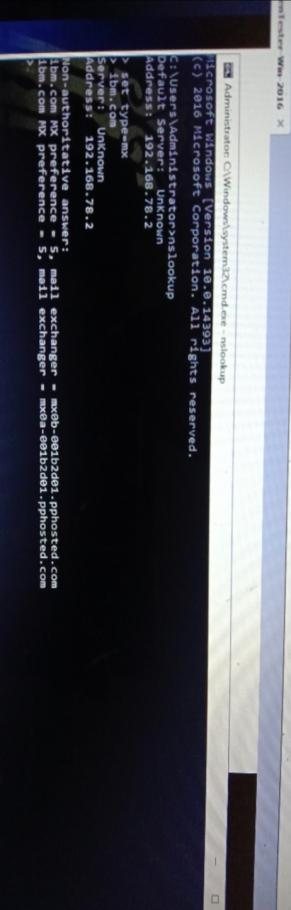 enTester-Win-2016 ×
Administrator: C:\Windows\system32\cmd.exe - nslookup
Microsoft Windows [Version 10.0.14393]
(c) 2016 Microsoft Corporation. All rights reserved.
C:\Users\Administrator>nslookup
Default Server:  UnKnown
Address:  192.168.78.2
> set type=mx
> ibm.com
Server:  UnKnown
Address:  192.168.78.2
Non-authoritative answer:
ibm.com MX preference = 5, mail exchanger = mx0b-001b2d01.pphosted.com
ibm.com MX preference = 5, mail exchanger = mx0a-001b2d01.pphosted.com
>